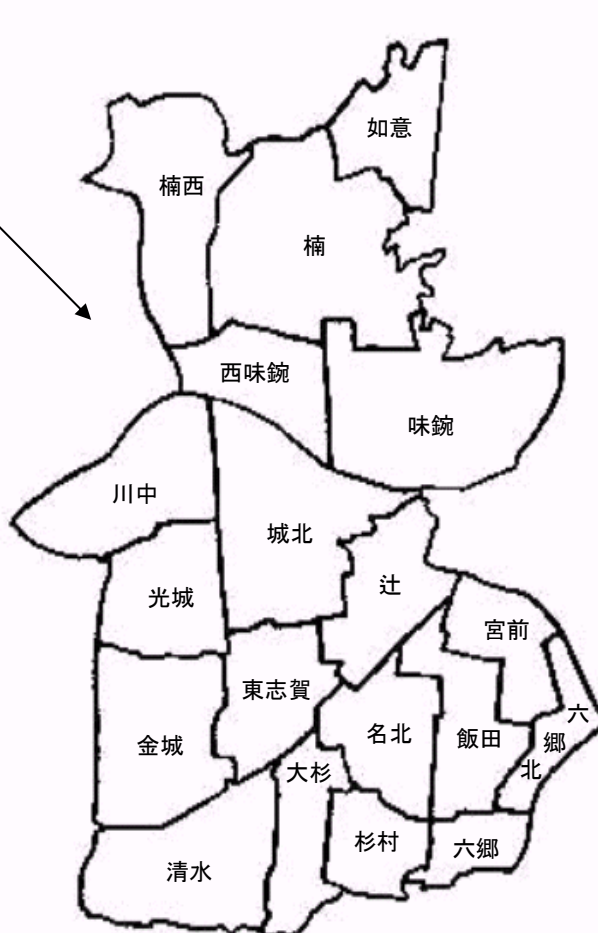 如意
楠西
楠
西味鋺
味鋺
川中
城北
辻
光城
宮前
東志賀
六郷北
金城
名北
飯田
大杉
杉村
六郷
清水